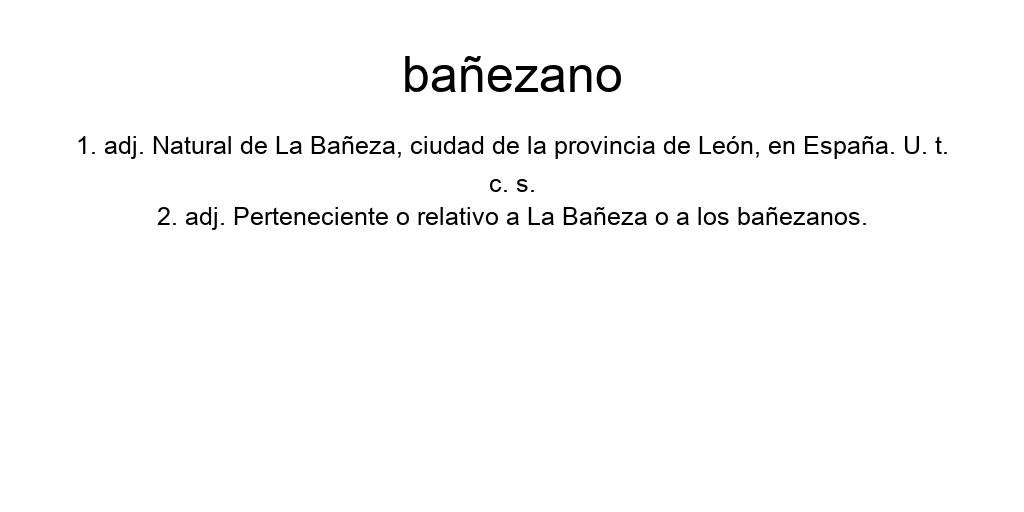 bañezano
1. adj. Natural de La Bañeza, ciudad de la provincia de León, en España. U. t.
c. s.
2. adj. Perteneciente o relativo a La Bañeza o a los bañezanos.